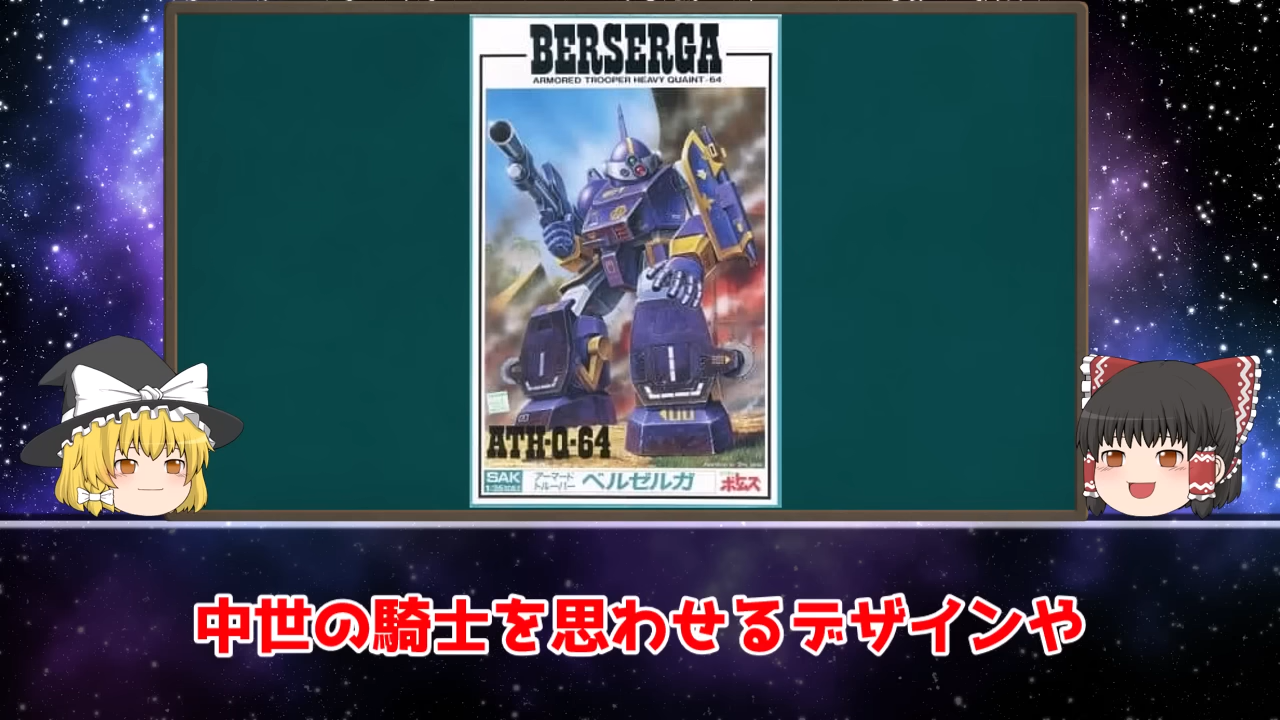 BERSERGA
ARMORED TROOPER HEAVY QUAINT-64
ATH-Q-64
SAK
アーマード
トルーパー
ベルゼルガ
ボトムズ
中世の騎士を思わせるデザインや